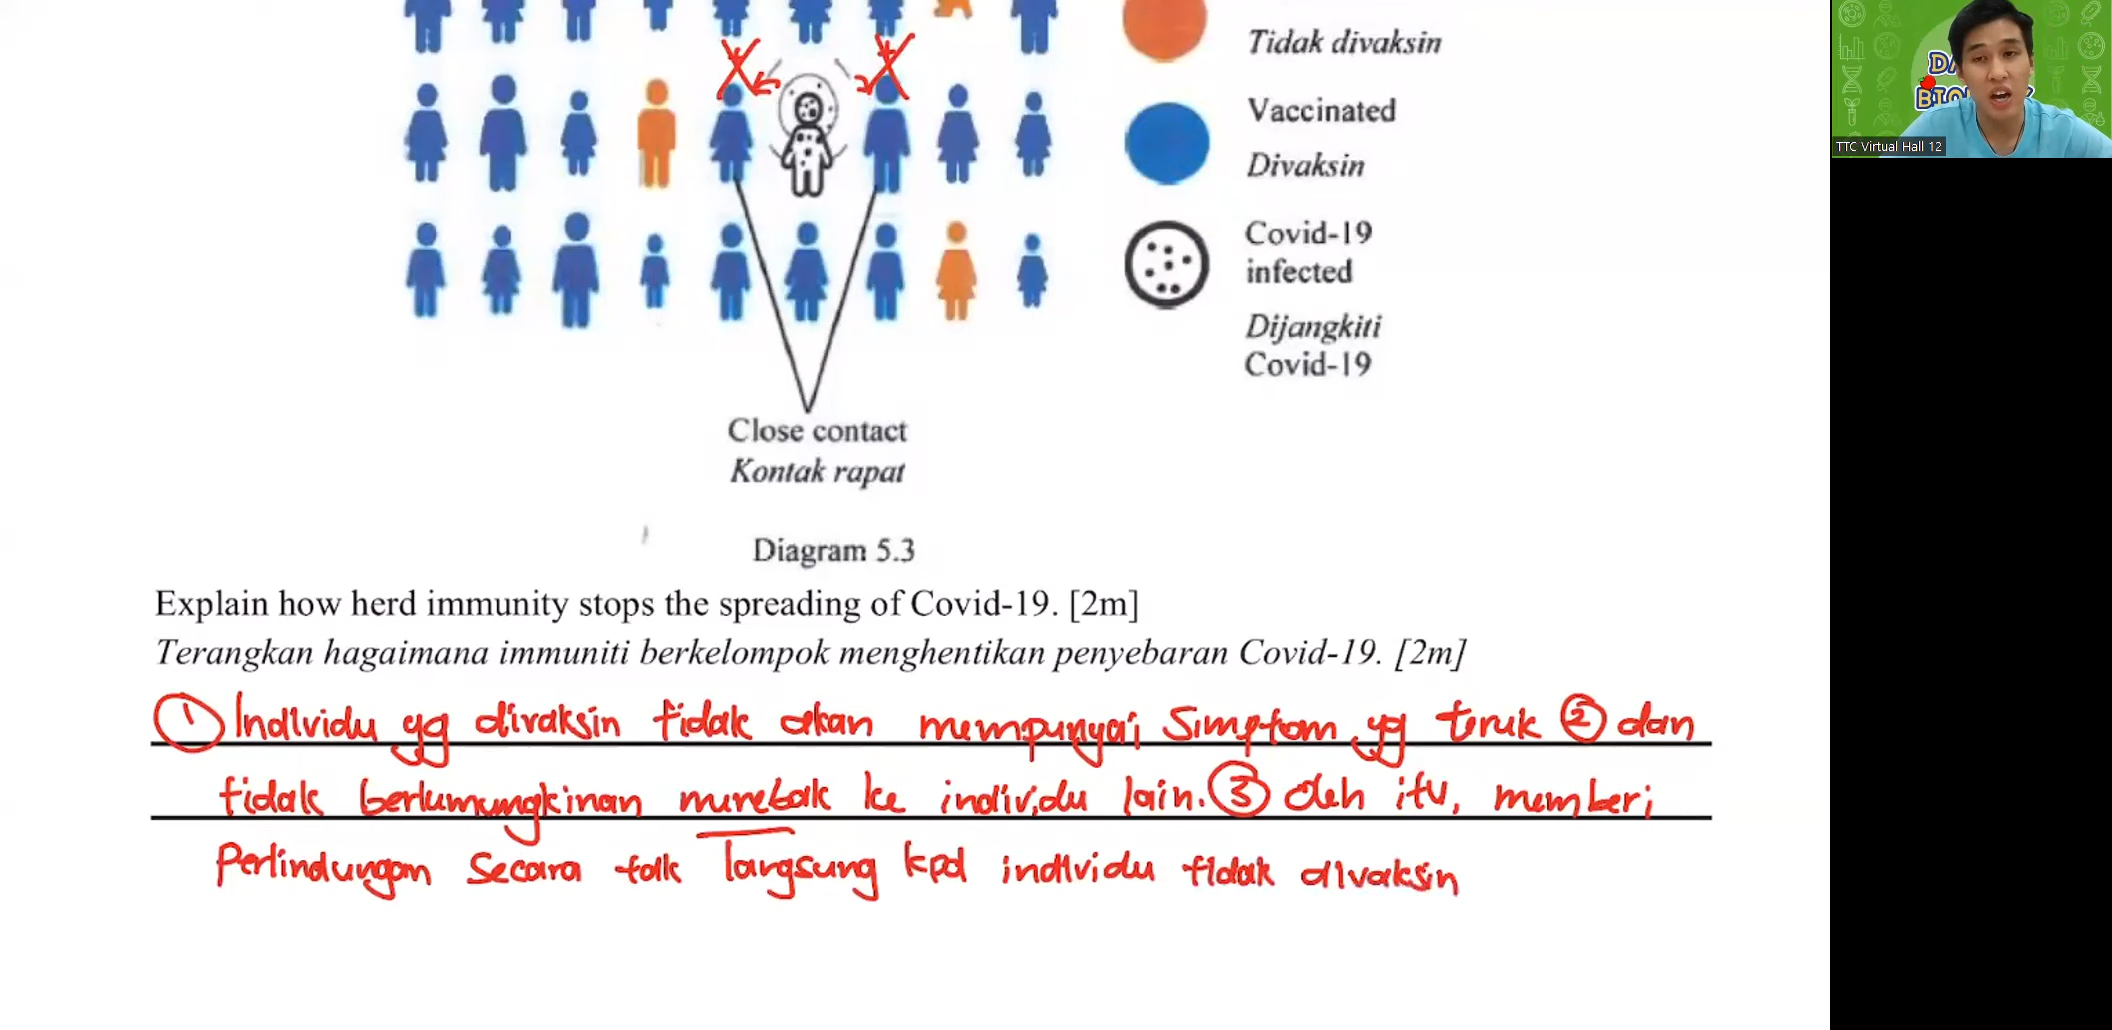 Tidak divaksin
Vaccinated
Divaksin
Covid-19
infected
Dijangkiti
Covid-19
Close contact
Kontak rapat
Diagram 5.3
Explain how herd immunity stops the spreading of Covid-19. [2m]
Terangkan hagaimana immuniti berkelompok menghentikan penyebaran Covid-19. [2m]
① Individu yg divaksin tidak akan mempunyai simptom yg teruk ② dan
tidak berkemungkinan merebak ke individu lain. ③ Oleh itu, memberi
Perlindungan secara tak langsung kpd individu tidak divaksin
TTC Virtual Hall 12